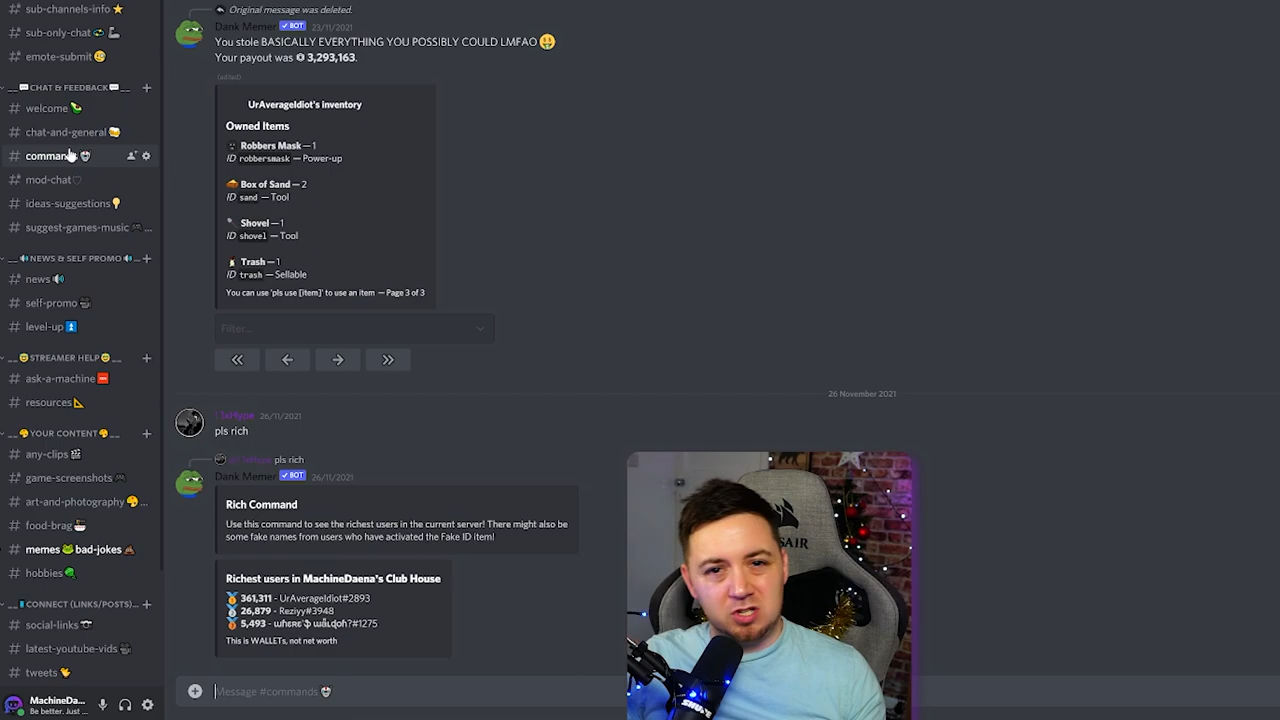 sub-channels-info
sub-only-chat
emote-submit
__CHAT & FEEDBACK__
welcome
chat-and-general
command
mod-chat
ideas-suggestions
suggest-games-music ...
__NEWS & SELF PROMO
news
self-promo
level-up
__STREAMER HELP__
ask-a-machine
resources
__YOUR CONTENT__
any-clips
game-screenshots
art-and-photography ...
food-brag
memes bad-jokes
hobbies
CONNECT (LINKS/POSTS)
social-links
latest-youtube-vids
tweets
MachineDa...
Be better. Just ...
Original message was deleted.
Dank Memer BOT 23/11/2021
You stole BASICALLY EVERYTHING YOU POSSIBLY COULD LMFAO
Your payout was 3,293,163.
(edited)
UrAverageIdiot's inventory
Owned Items
Robbers Mask — 1
ID robbersmask — Power-up
Box of Sand — 2
ID sand — Tool
Shovel — 1
ID shovel — Tool
Trash — 1
ID trash — Sellable
You can use 'pls use [item]' to use an item — Page 3 of 3
Filter...
26 November 2021
26/11/2021
pls rich
pls rich
Dank Memer BOT 26/11/2021
Rich Command
Use this command to see the richest users in the current server! There might also be
some fake names from users who have activated the Fake ID item!
Richest users in MachineDaena's Club House
361,311 - UrAverageIdiot#2893
26,879 - Reziyy#3948
5,493 - #1275
This is WALLETs, not net worth
Message #commands
SHURE